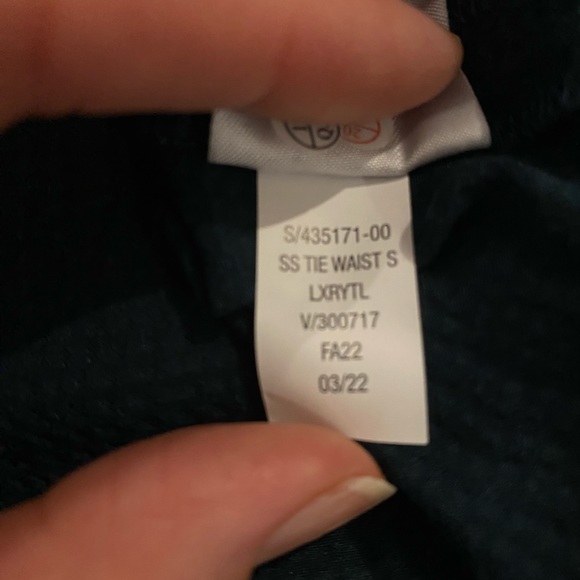 S/435171-00
SS TIE WAIST S
LXRYTL
V/300717
FA22
03/22